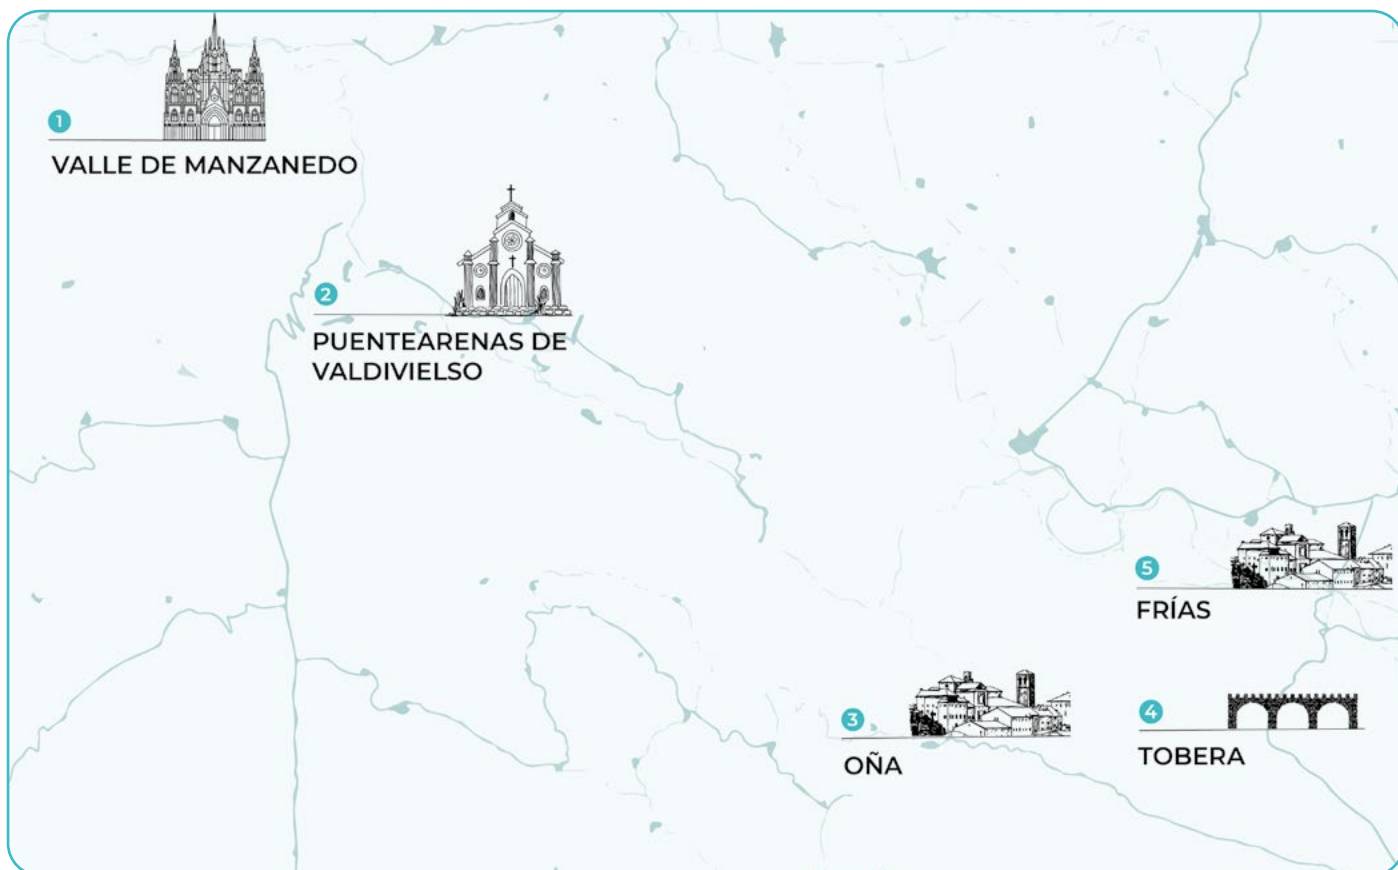 1
VALLE DE MANZANEDO
2
PUENTEARENAS DE
VALDIVIELSO
3
OÑA
4
TOBERA
5
FRÍAS